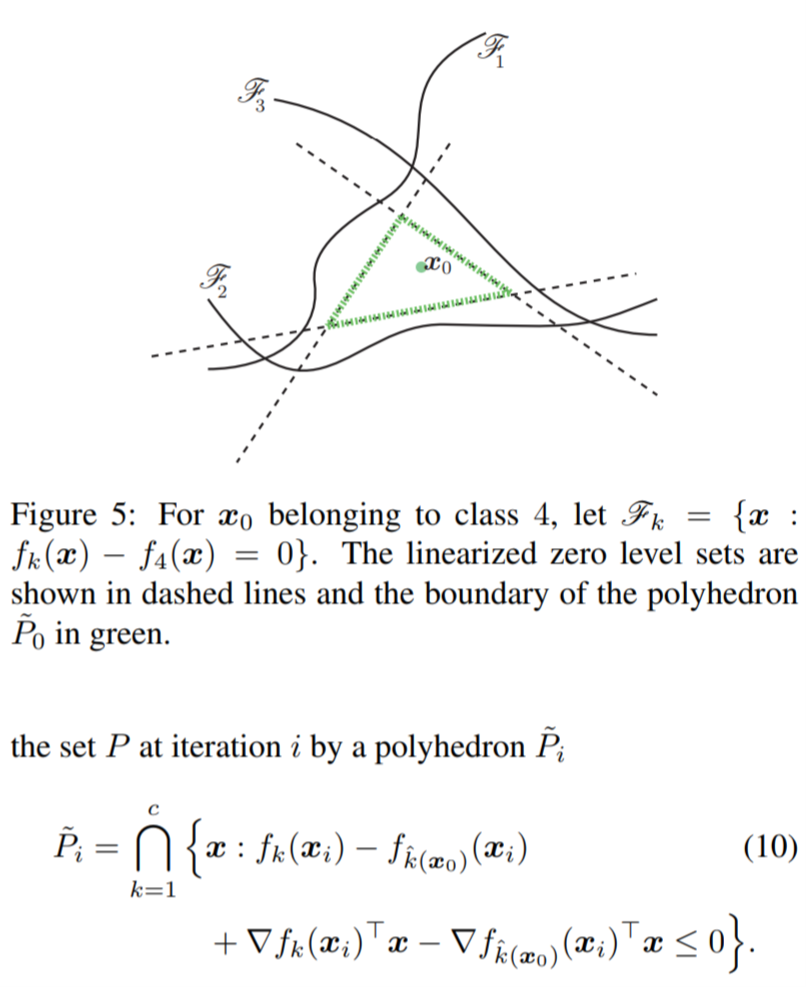 ℱ₁
ℱ₃
𝒙₀
ℱ₂
Figure 5: For 𝒙₀ belonging to class 4, let ℱₖ = {𝒙 :
fₖ(𝒙) − f₄(𝒙) = 0}. The linearized zero level sets are
shown in dashed lines and the boundary of the polyhedron
P̃₀ in green.
the set P at iteration i by a polyhedron P̃ᵢ
P̃ᵢ = ⋂_{k=1}^{c} {𝒙 : fₖ(𝒙ᵢ) − f_{k̂(𝒙₀)}(𝒙ᵢ) (10)
+ ∇fₖ(𝒙ᵢ)^⊤𝒙 − ∇f_{k̂(𝒙₀)}(𝒙ᵢ)^⊤𝒙 ≤ 0}.